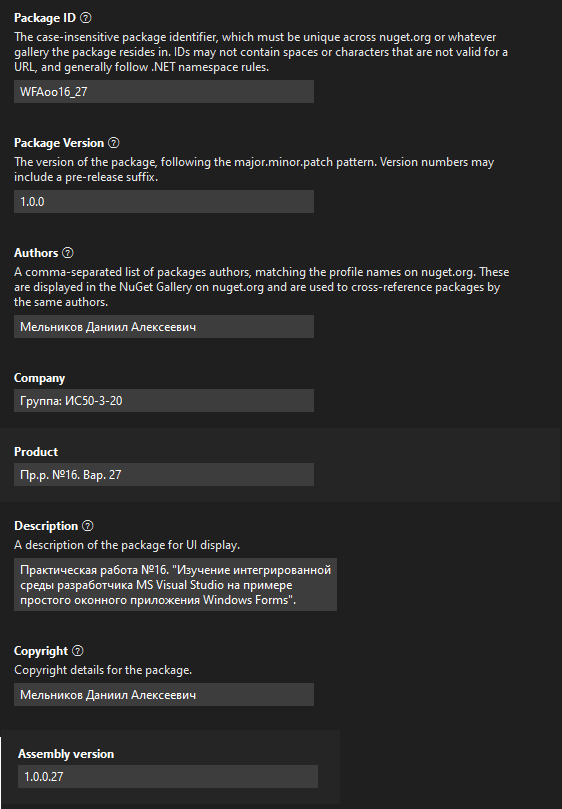 Package ID
The case-insensitive package identifier, which must be unique across nuget.org or whatever
gallery the package resides in. IDs may not contain spaces or characters that are not valid for a
URL, and generally follow .NET namespace rules.
WFAoo16_27
Package Version
The version of the package, following the major.minor.patch pattern. Version numbers may
include a pre-release suffix.
1.0.0
Authors
A comma-separated list of packages authors, matching the profile names on nuget.org. These
are displayed in the NuGet Gallery on nuget.org and are used to cross-reference packages by
the same authors.
Мельников Даниил Алексеевич
Company
Группа: ИС50-3-20
Product
Пр.р. №16. Вар. 27
Description
A description of the package for UI display.
Практическая работа №16. "Изучение интегрированной
среды разработчика MS Visual Studio на примере
простого оконного приложения Windows Forms".
Copyright
Copyright details for the package.
Мельников Даниил Алексеевич
Assembly version
1.0.0.27